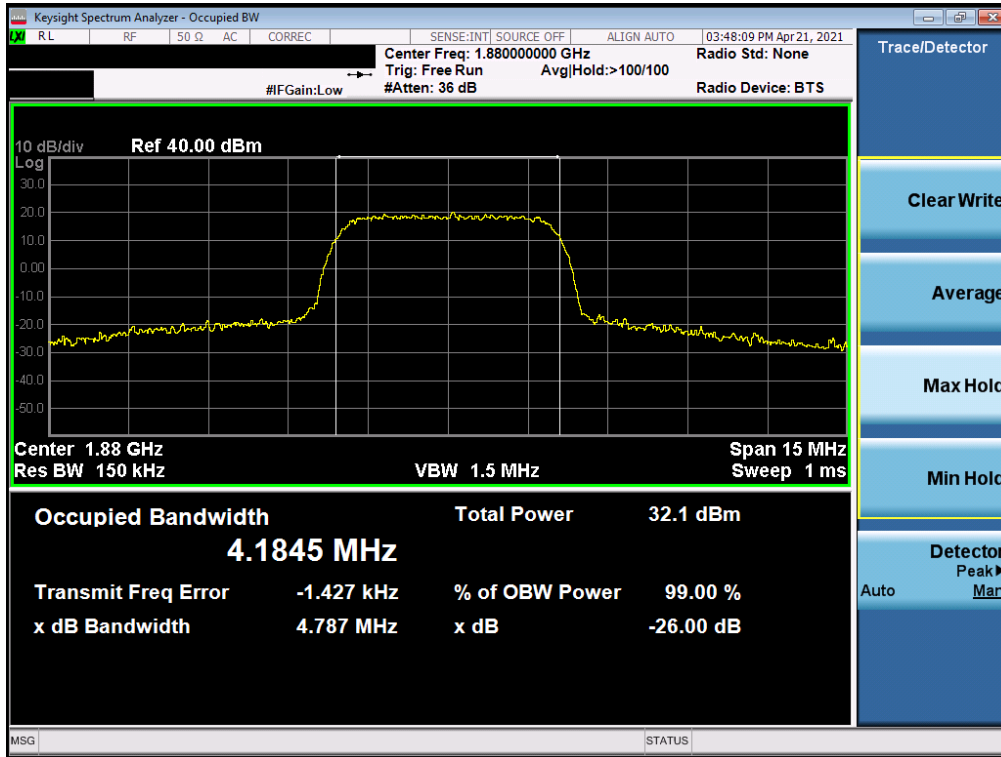 Keysight Spectrum Analyzer - Occupied BW
LXI RL RF 50 Ω AC CORREC SENSE:INT SOURCE OFF ALIGN AUTO 03:48:09 PM Apr 21, 2021
Center Freq: 1.880000000 GHz Radio Std: None
Trig: Free Run Avg|Hold:>100/100
#IFGain:Low #Atten: 36 dB Radio Device: BTS
10 dB/div Ref 40.00 dBm
Log
30.0
20.0
10.0
0.00
-10.0
-20.0
-30.0
-40.0
-50.0
Center 1.88 GHz Span 15 MHz
Res BW 150 kHz VBW 1.5 MHz Sweep 1 ms
Occupied Bandwidth Total Power 32.1 dBm
4.1845 MHz
Transmit Freq Error -1.427 kHz % of OBW Power 99.00 %
x dB Bandwidth 4.787 MHz x dB -26.00 dB
Trace/Detector
Clear Write
Average
Max Hold
Min Hold
Detector
Peak
Auto Man
MSG STATUS